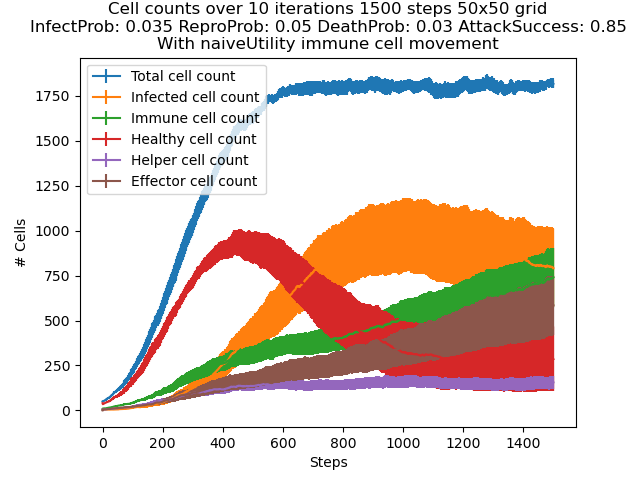 Cell counts over 10 iterations 1500 steps 50x50 grid
InfectProb: 0.035 ReproProb: 0.05 DeathProb: 0.03 AttackSuccess: 0.85
With naiveUtility immune cell movement
Total cell count
Infected cell count
Immune cell count
Healthy cell count
Helper cell count
Effector cell count
# Cells
1750
1500
1250
1000
750
500
250
0
0 200 400 600 800 1000 1200 1400
Steps